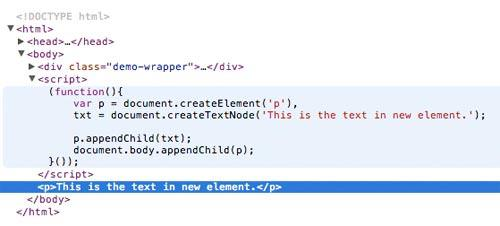 <!DOCTYPE html>
▼<html>
▶<head>…</head>
▼<body>
▶<div class="demo-wrapper">…</div>
▼<script>
(function(){
var p = document.createElement('p'),
txt = document.createTextNode('This is the text in new element.');
p.appendChild(txt);
document.body.appendChild(p);
}());
</script>
<p>This is the text in new element.</p>
</body>
</html>